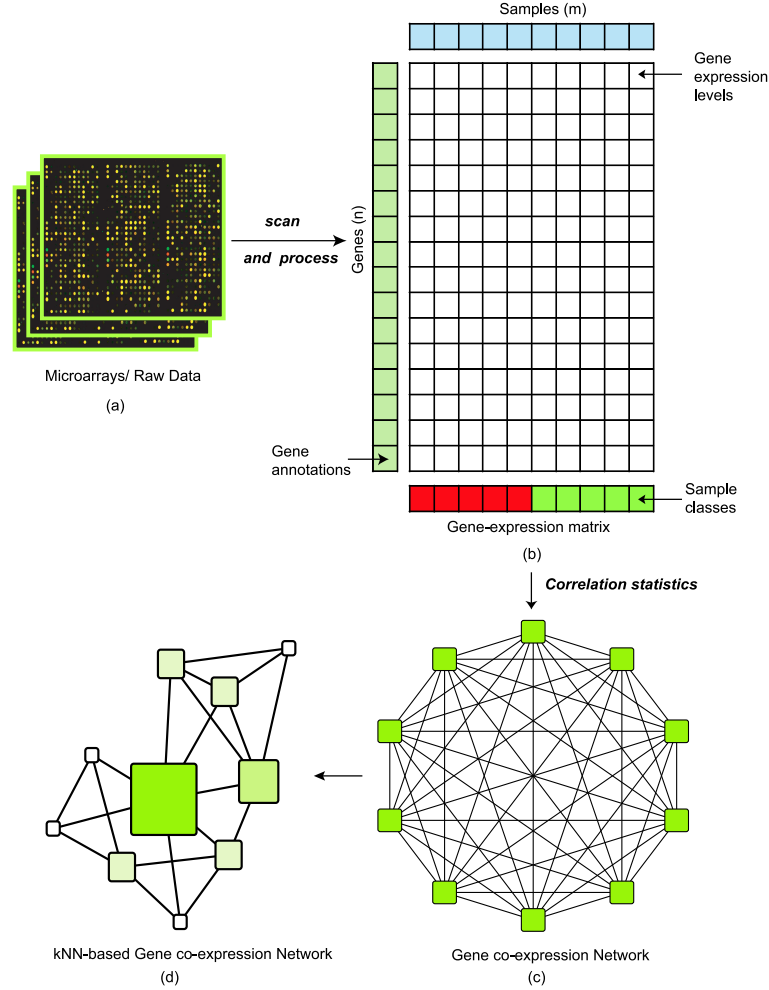 Samples (m)
Gene
expression
levels
Genes (n)
scan
and process
Microarrays/ Raw Data
(a)
Gene
annotations
Sample
classes
Gene-expression matrix
(b)
Correlation statistics
kNN-based Gene co-expression Network
(d)
Gene co-expression Network
(c)